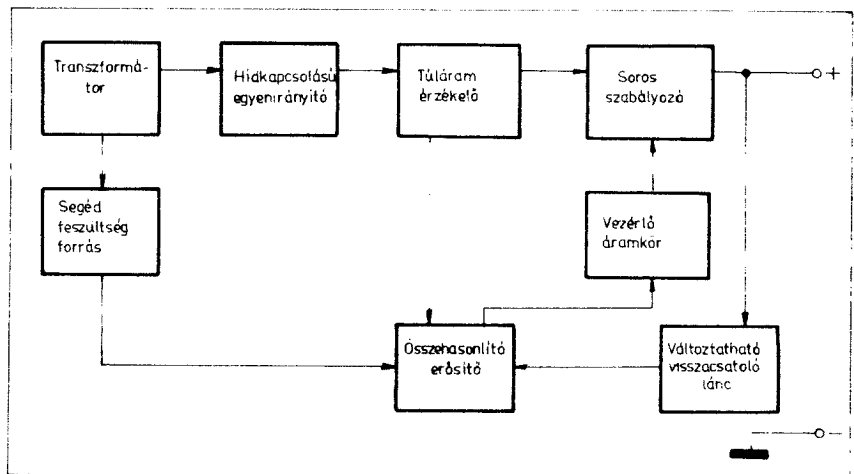 Transzformá-
tor
Hídkapcsolású
egyenirányító
Túláram
érzékelő
Soros
szabályozó
+
Segéd
feszültség
forrás
Vezérlő
áramkör
Összehasonlító
erősítő
Változtatható
visszacsatoló
lánc
-